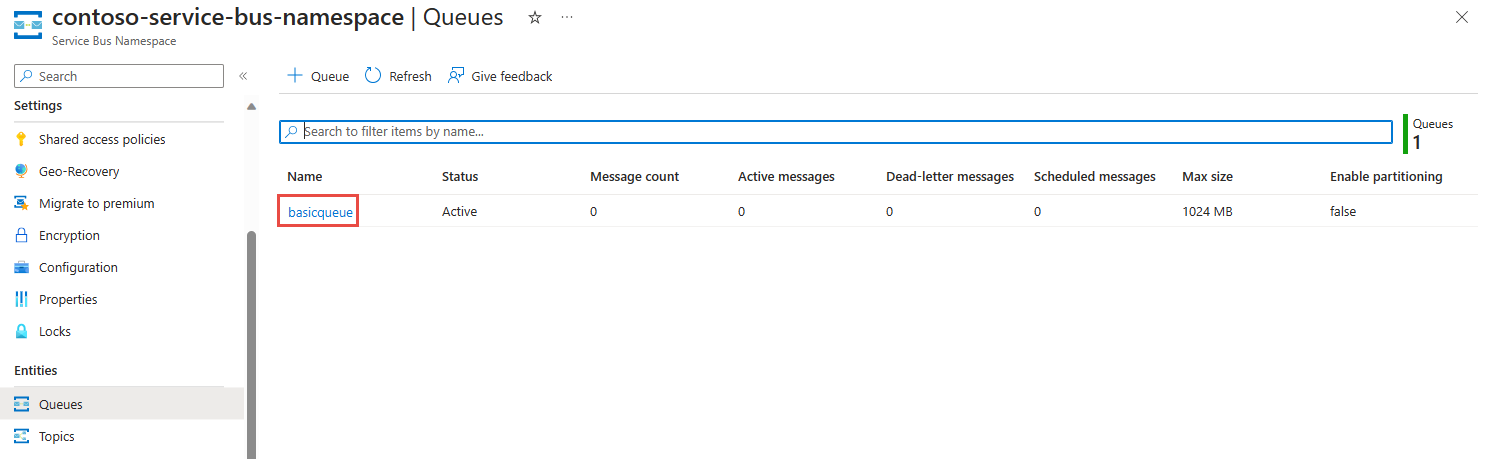 contoso-service-bus-namespace | Queues
Service Bus Namespace
Search
Settings
Shared access policies
Geo-Recovery
Migrate to premium
Encryption
Configuration
Properties
Locks
Entities
Queues
Topics
Queue Refresh Give feedback
Search to filter items by name...
Queues
1
Name Status Message count Active messages Dead-letter messages Scheduled messages Max size Enable partitioning
basicqueue Active 0 0 0 0 1024 MB false